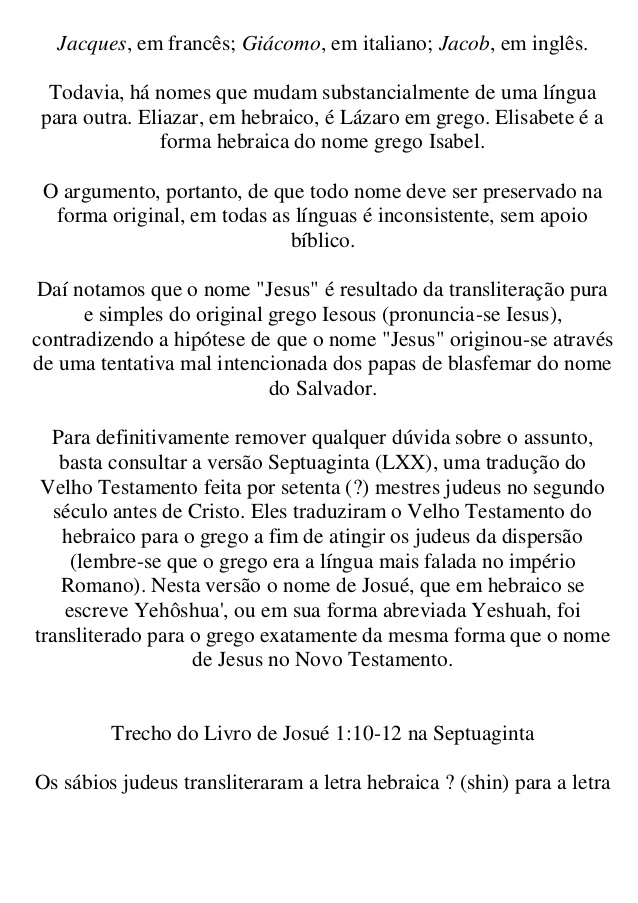 Jacques, em francês; Giácomo, em italiano; Jacob, em inglês.
Todavia, há nomes que mudam substancialmente de uma língua
para outra. Eliazar, em hebraico, é Lázaro em grego. Elisabete é a
forma hebraica do nome grego Isabel.
O argumento, portanto, de que todo nome deve ser preservado na
forma original, em todas as línguas é inconsistente, sem apoio
bíblico.
Daí notamos que o nome "Jesus" é resultado da transliteração pura
e simples do original grego Iesous (pronuncia-se Iesus),
contradizendo a hipótese de que o nome "Jesus" originou-se através
de uma tentativa mal intencionada dos papas de blasfemar do nome
do Salvador.
Para definitivamente remover qualquer dúvida sobre o assunto,
basta consultar a versão Septuaginta (LXX), uma tradução do
Velho Testamento feita por setenta (?) mestres judeus no segundo
século antes de Cristo. Eles traduziram o Velho Testamento do
hebraico para o grego a fim de atingir os judeus da dispersão
(lembre-se que o grego era a língua mais falada no império
Romano). Nesta versão o nome de Josué, que em hebraico se
escreve Yehôshua', ou em sua forma abreviada Yeshuah, foi
transliterado para o grego exatamente da mesma forma que o nome
de Jesus no Novo Testamento.
Trecho do Livro de Josué 1:10-12 na Septuaginta
Os sábios judeus transliteraram a letra hebraica ? (shin) para a letra